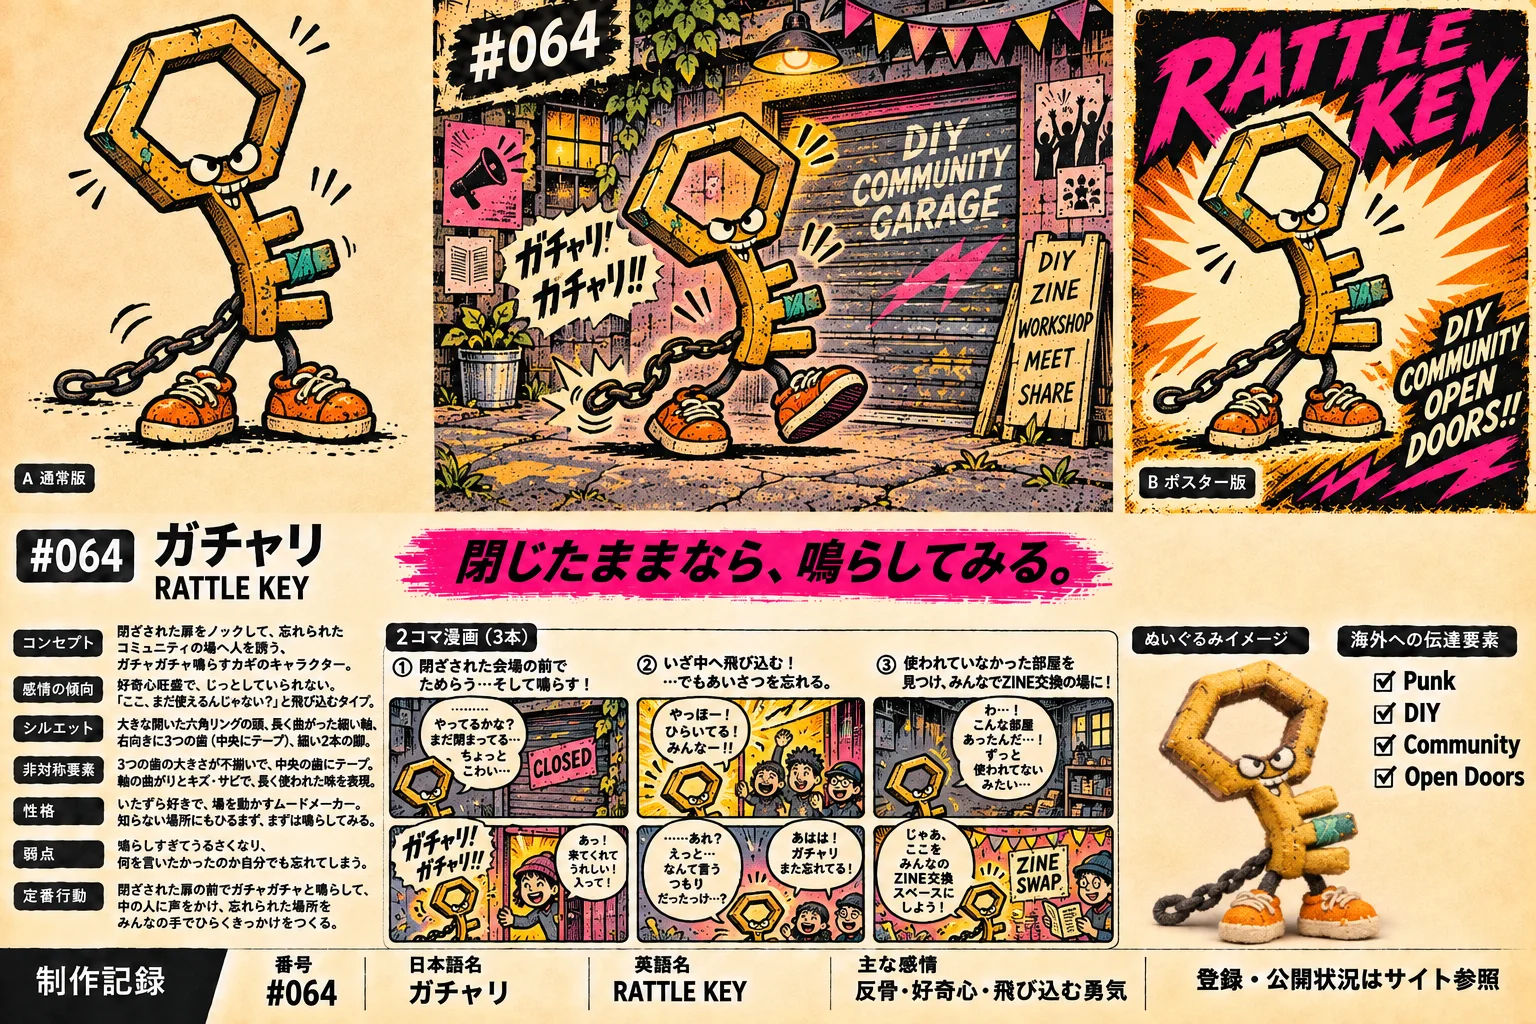 #064
RATTLE
KEY
DIY
COMMUNITY
GARAGE
ガチャリ!
ガチャリ!!
DIY
ZINE
WORKSHOP
MEET
SHARE
DIY
COMMUNITY
OPEN
DOORS!!
A 通常版
B ポスター版
#064
ガチャリ
RATTLE KEY
閉じたままなら、鳴らしてみる。
コンセプト
閉ざされた扉をノックして、忘れられた
コミュニティの場へ人を誘う、
ガチャガチャ鳴らすカギのキャラクター。
感情の傾向
好奇心旺盛で、じっとしていられない。
「ここ、まだ使えるんじゃない?」と飛び込むタイプ。
シルエット
大きな開いた六角リングの頭、長く曲がった細い軸、
右向きに3つの歯(中央にテープ)、細い2本の脚。
非対称要素
3つの歯の大きさが不揃いで、中央の歯にテープ。
軸の曲がりとキズ・サビで、長く使われた味を表現。
性格
いたずら好きで、場を動かすムードメーカー。
知らない場所にもひるまず、まずは鳴らしてみる。
弱点
鳴らしすぎてうるさくなり、
何を言いたかったのか自分でも忘れてしまう。
定番行動
閉ざされた扉の前でガチャガチャと鳴らして、
中の人に声をかけ、忘れられた場所を
みんなの手でひらくきっかけをつくる。
2コマ漫画(3本)
① 閉ざされた会場の前で
ためらう…そして鳴らす!
………
やってるかな?
まだ閉まってる…
ちょっと
こわい…
CLOSED
ガチャリ!
ガチャリ!!
あっ!
来てくれて
うれしい!
入って!
② いざ中へ飛び込む!
…でもあいさつを忘れる。
やっほー!
ひらいてる!
みんなー!!
……あれ?
えっと…
なんて言う
つもり
だったっけ…?
あはは!
ガチャリ
また忘れてる!
③ 使われていなかった部屋を
見つけ、みんなでZINE交換の場に!
わ…!
こんな部屋
あったんだ…!
ずっと
使われてない
みたい…
じゃあ、
ここを
みんなの
ZINE交換
スペースに
しよう!
ZINE
SWAP
ぬいぐるみイメージ
海外への伝達要素
Punk
DIY
Community
Open Doors
制作記録
番号
#064
日本語名
ガチャリ
英語名
RATTLE KEY
主な感情
反骨・好奇心・飛び込む勇気
登録・公開状況はサイト参照